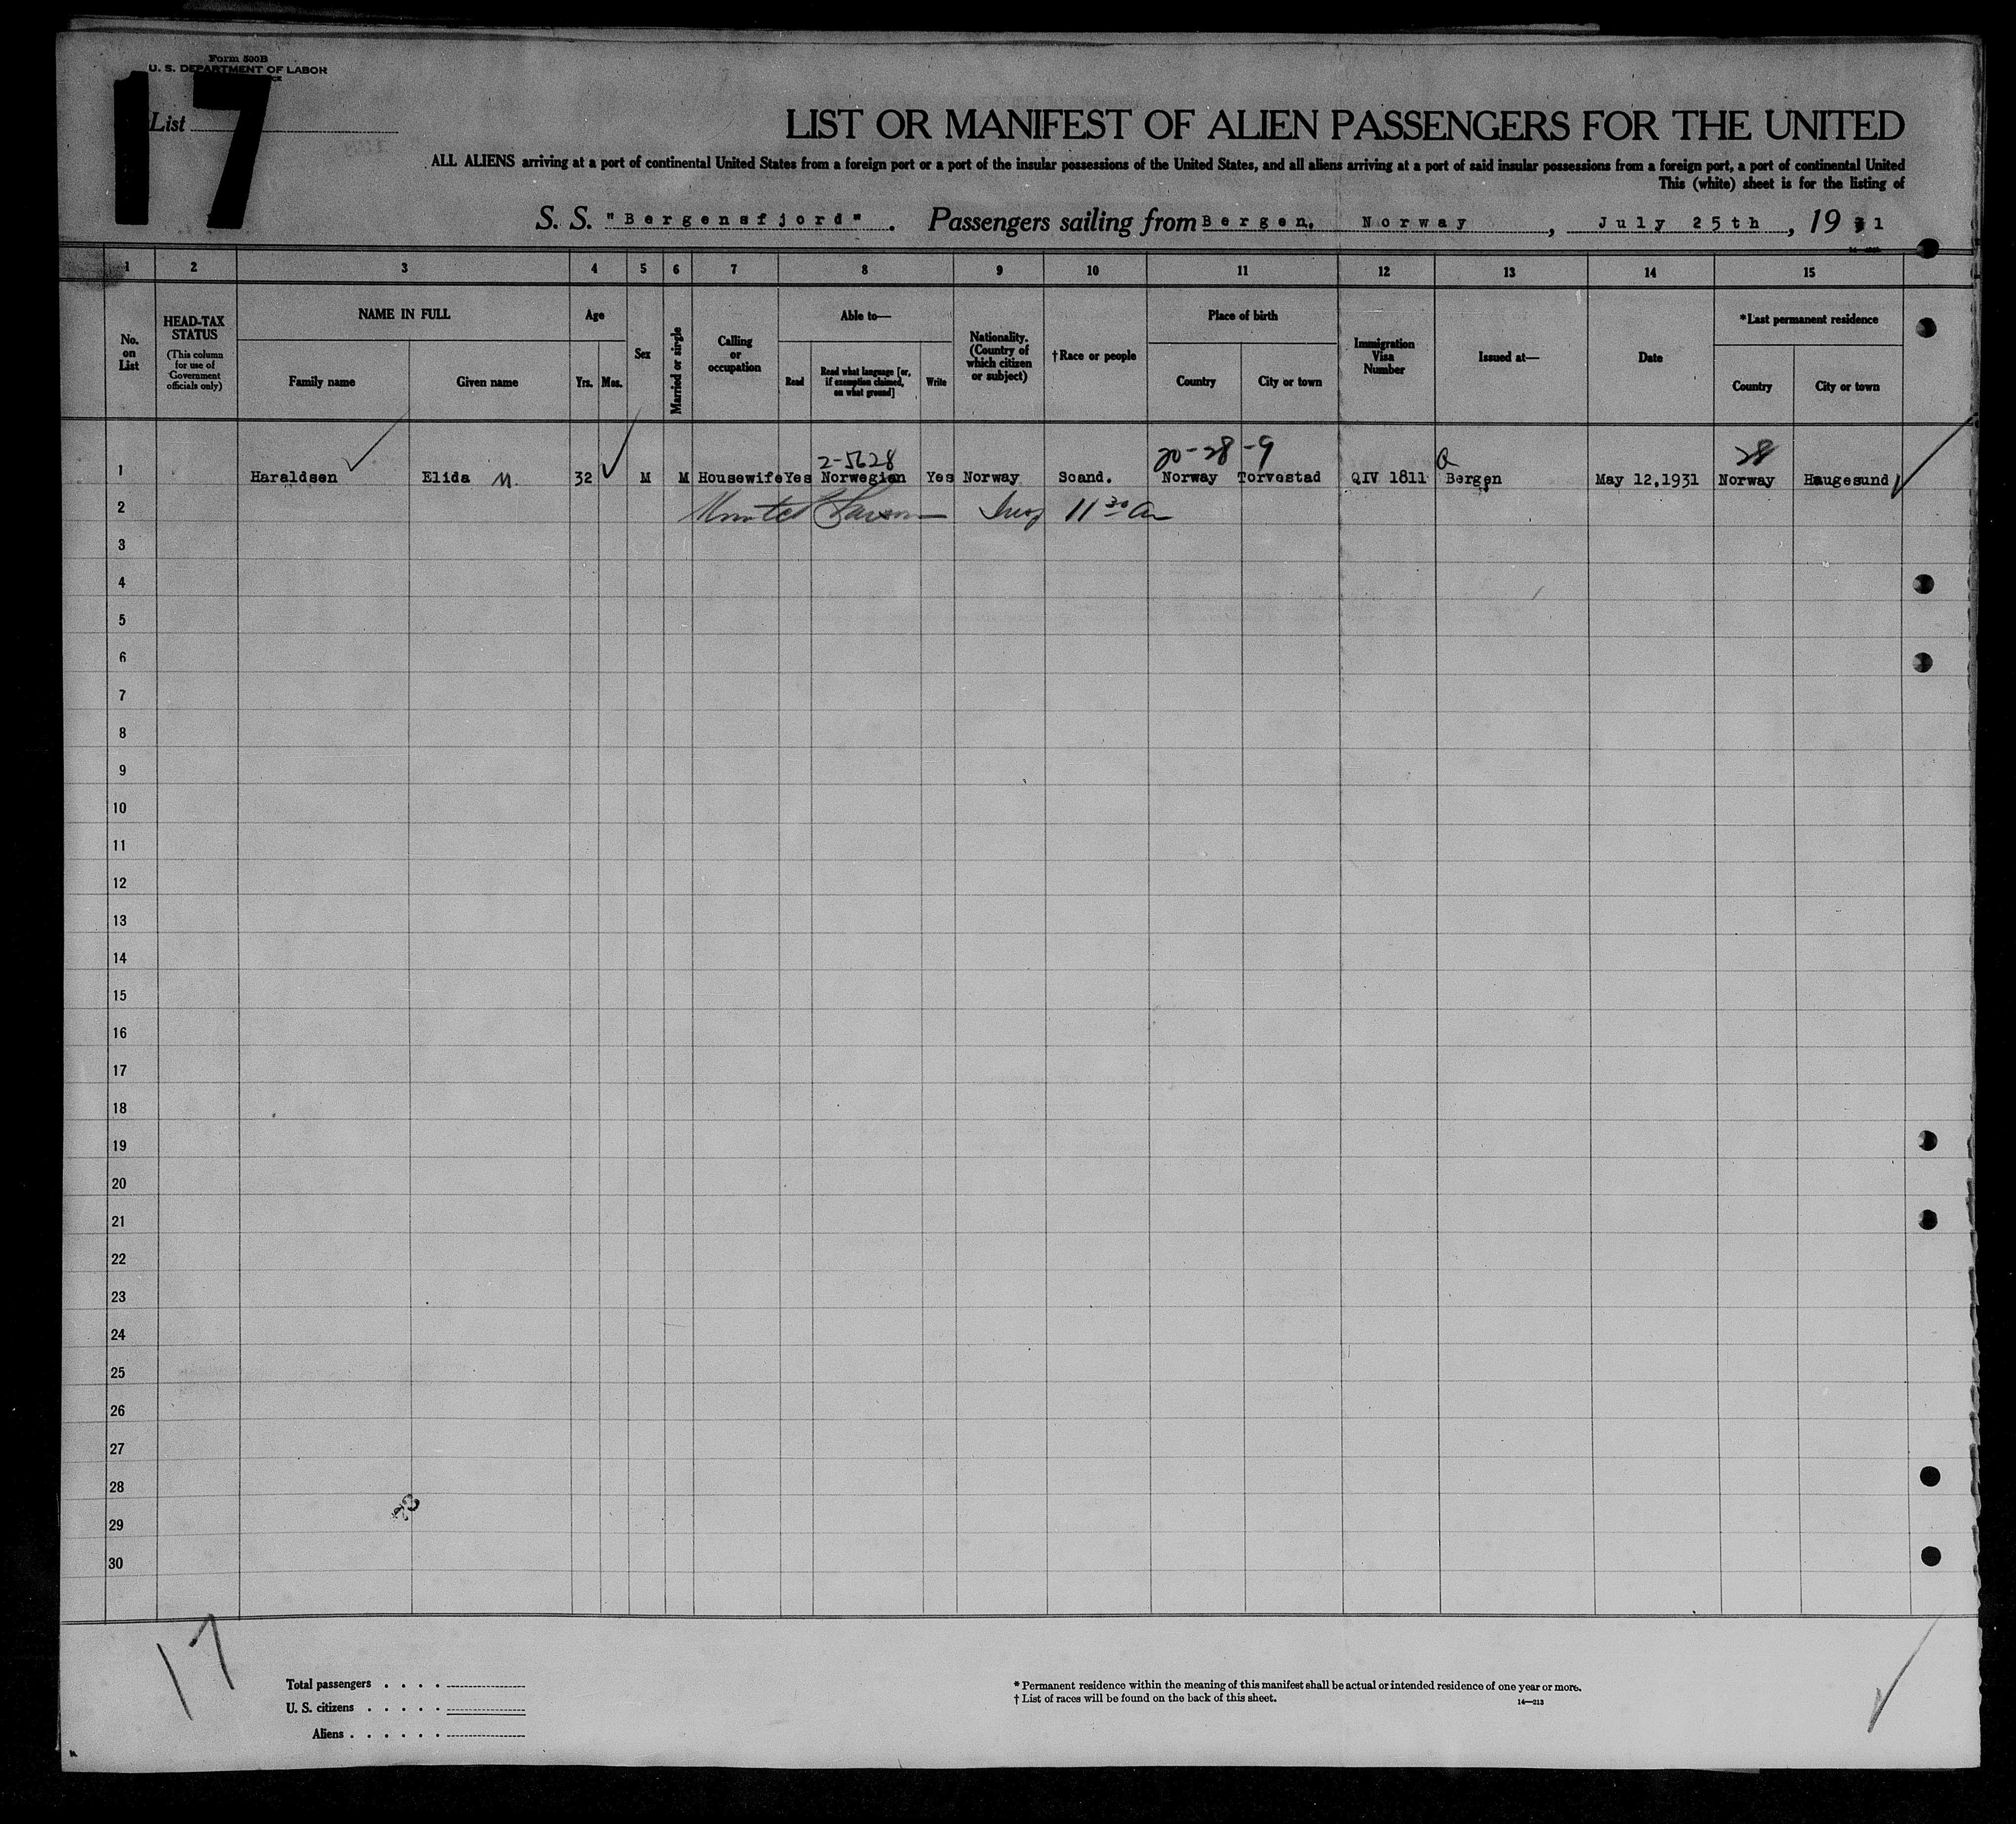 Form 500B
U. S. DEPARTMENT OF LABOR
17
List
LIST OR MANIFEST OF ALIEN PASSENGERS FOR THE UNITED
ALL ALIENS arriving at a port of continental United States from a foreign port or a port of the insular possessions of the United States, and all aliens arriving at a port of said insular possessions from a foreign port, a port of continental United
This (white) sheet is for the listing of
S. S. "Bergensfjord". Passengers sailing from Bergen, Norway, July 25th, 1931
1 2 3 4 5 6 7 8 9 10 11 12 13 14 15
No. on List
HEAD-TAX STATUS
(This column for use of Government officials only)
NAME IN FULL
Family name Given name
Age
Yrs. Mos.
Sex
Married or single
Calling or occupation
Able to—
Read Read what language [or, if exemption claimed, on what ground] Write
Nationality. (Country of which citizen or subject)
†Race or people
Place of birth
Country City or town
Immigration Visa Number
Issued at—
Date
*Last permanent residence
Country City or town
2-5628 20-28-9 28
1 Haraldsen Elida M. 32 M M Housewife Yes Norwegian Yes Norway Scand. Norway Torvestad QIV 1811 Bergen May 12,1931 Norway Haugesund
2 11 30
3
4
5
6
7
8
9
10
11
12
13
14
15
16
17
18
19
20
21
22
23
24
25
26
27
28
29
30
17
Total passengers . . . .
U. S. citizens . . . . .
Aliens . . . . . .
* Permanent residence within the meaning of this manifest shall be actual or intended residence of one year or more.
† List of races will be found on the back of this sheet.
14—213